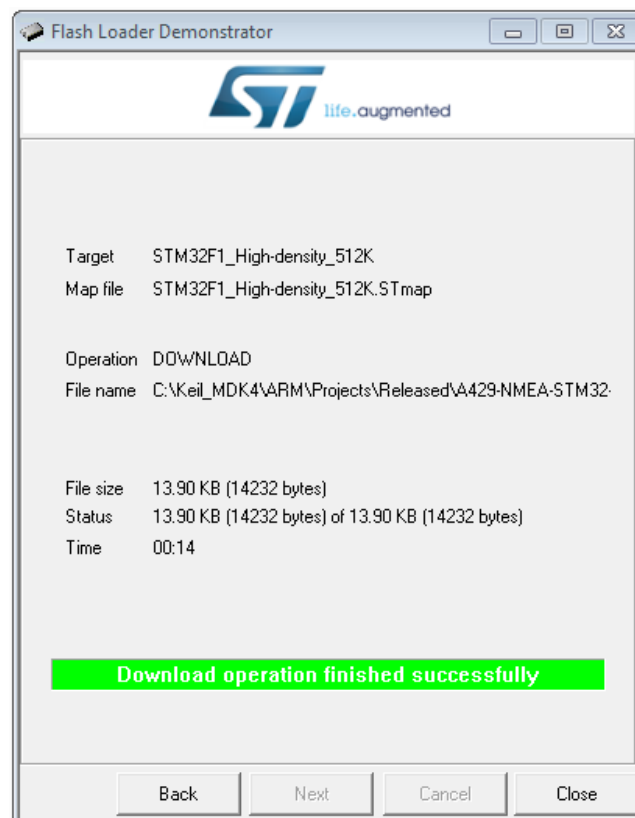 Flash Loader Demonstrator
ST life.augmented
Target STM32F1_High-density_512K
Map file STM32F1_High-density_512K.STmap
Operation DOWNLOAD
File name C:\Keil_MDK4\ARM\Projects\Released\A429-NMEA-STM32-
File size 13.90 KB (14232 bytes)
Status 13.90 KB (14232 bytes) of 13.90 KB (14232 bytes)
Time 00:14
Download operation finished successfully
Back Next Cancel Close